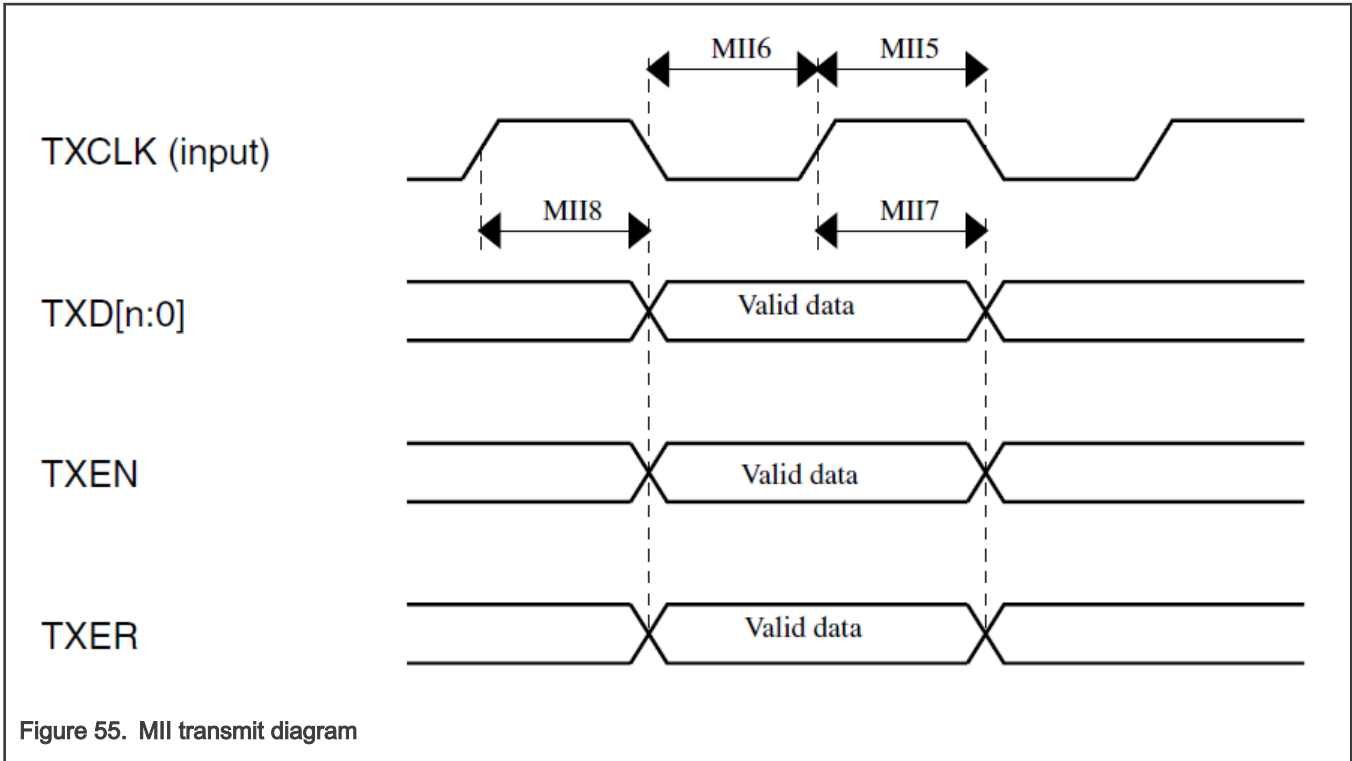 MII6 MII5
TXCLK (input)
MII8 MII7
TXD[n:0] Valid data
TXEN Valid data
TXER Valid data
Figure 55. MII transmit diagram